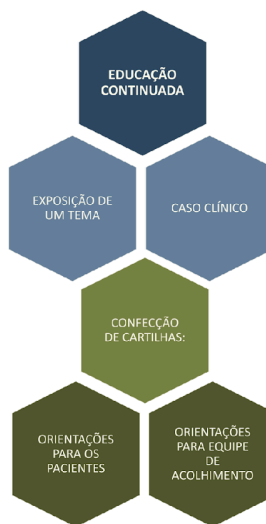 EDUCAÇÃO
CONTINUADA
EXPOSIÇÃO DE
UM TEMA
CASO CLÍNICO
CONFECÇÃO
DE CARTILHAS:
ORIENTAÇÕES
PARA OS
PACIENTES
ORIENTAÇÕES
PARA EQUIPE
DE
ACOLHIMENTO